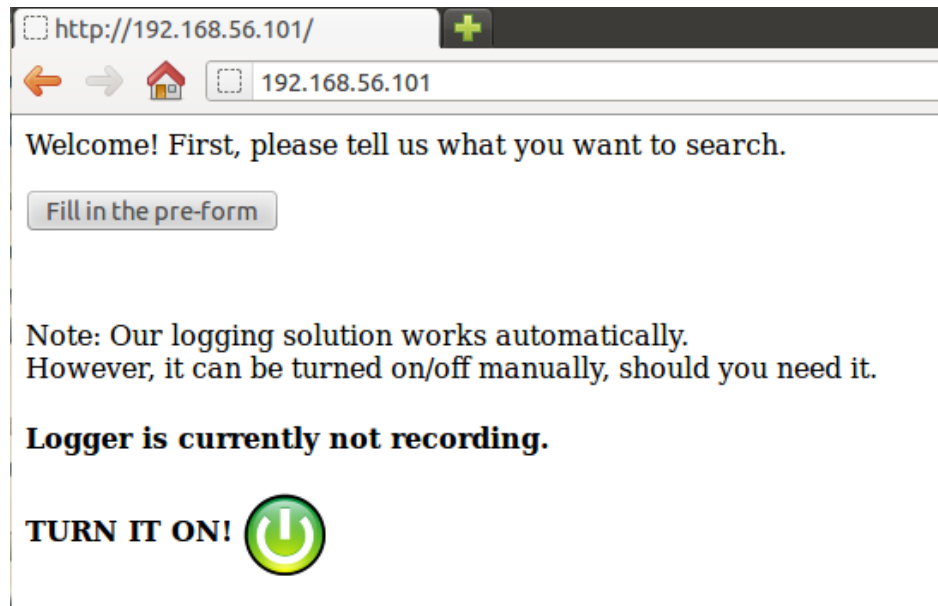 http://192.168.56.101/
192.168.56.101
Welcome! First, please tell us what you want to search.
Fill in the pre-form
Note: Our logging solution works automatically.
However, it can be turned on/off manually, should you need it.
Logger is currently not recording.
TURN IT ON!